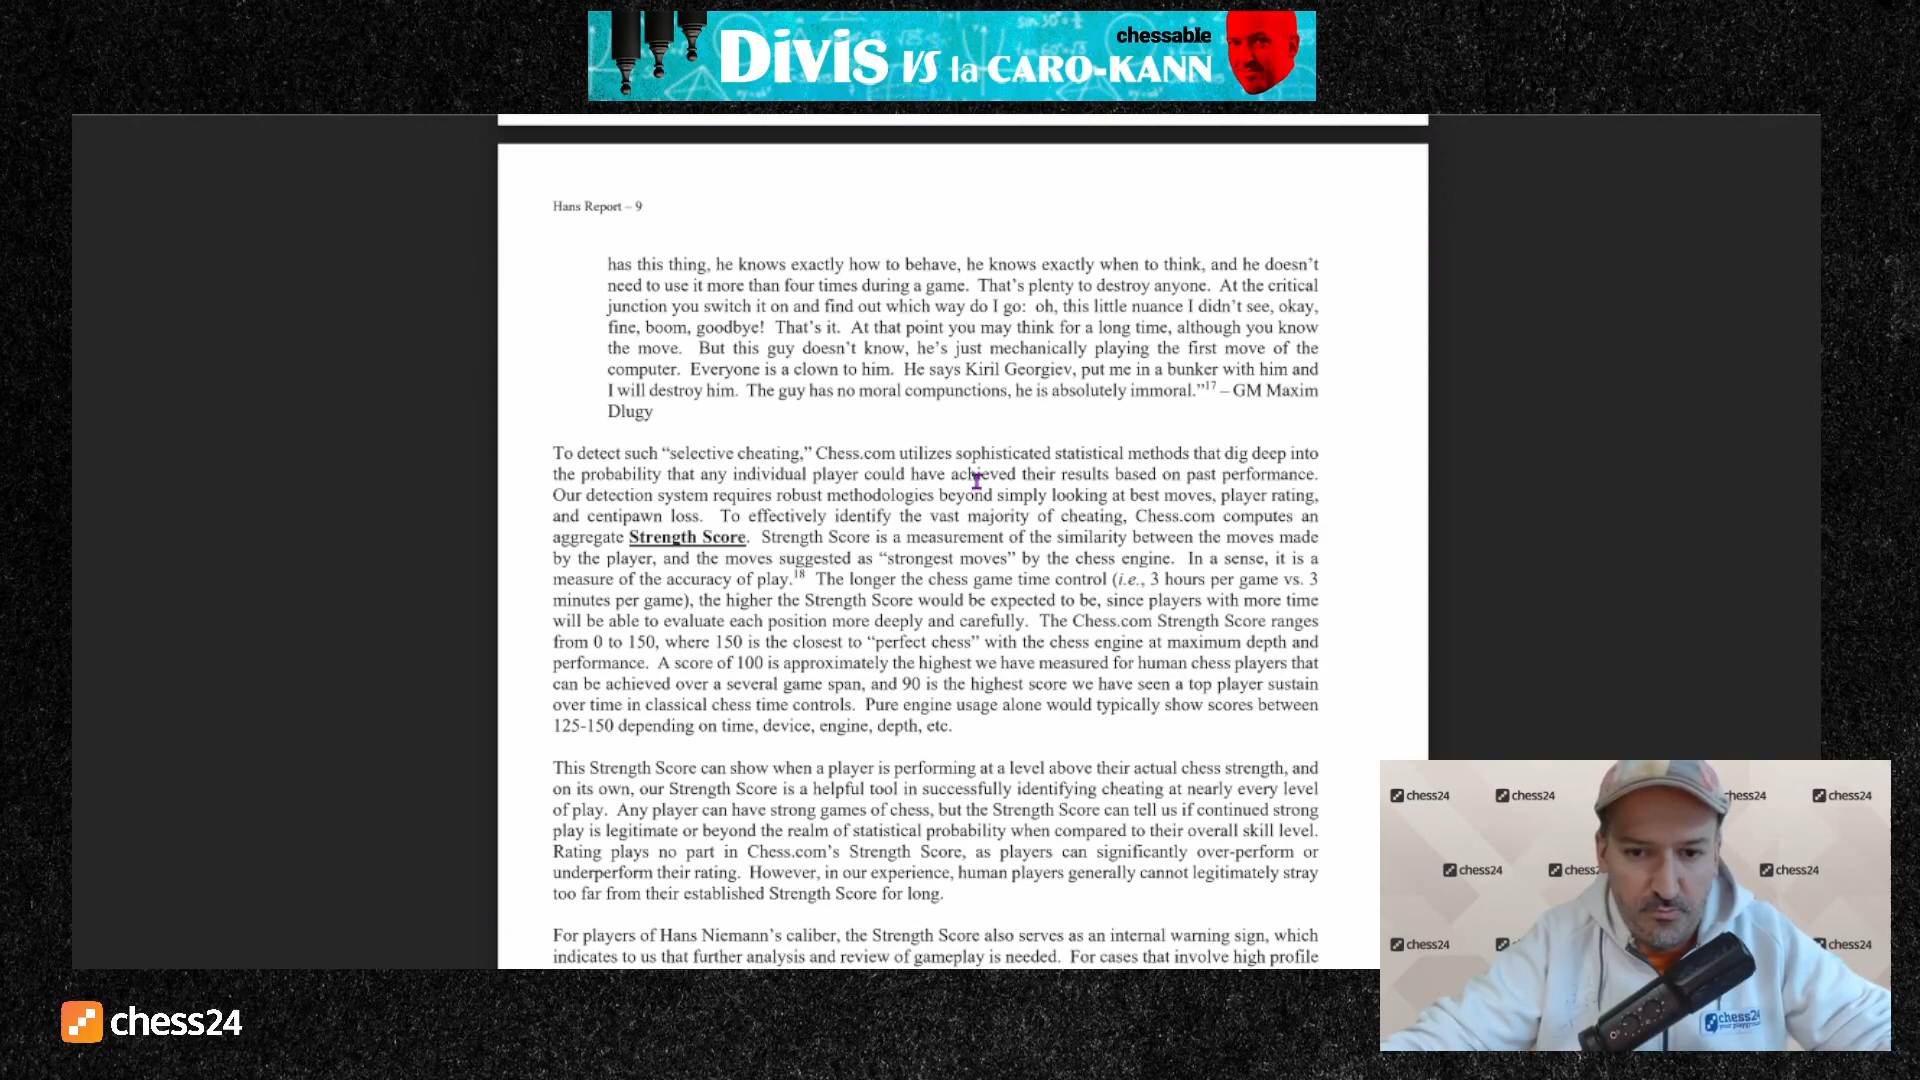 chessable
Divis VS la CARO-KANN
Hans Report – 9
has this thing, he knows exactly how to behave, he knows exactly when to think, and he doesn’t
need to use it more than four times during a game. That’s plenty to destroy anyone. At the critical
junction you switch it on and find out which way do I go: oh, this little nuance I didn’t see, okay,
fine, boom, goodbye! That’s it. At that point you may think for a long time, although you know
the move. But this guy doesn’t know, he’s just mechanically playing the first move of the
computer. Everyone is a clown to him. He says Kiril Georgiev, put me in a bunker with him and
I will destroy him. The guy has no moral compunctions, he is absolutely immoral.”17 – GM Maxim
Dlugy
To detect such “selective cheating,” Chess.com utilizes sophisticated statistical methods that dig deep into
the probability that any individual player could have achieved their results based on past performance.
Our detection system requires robust methodologies beyond simply looking at best moves, player rating,
and centipawn loss. To effectively identify the vast majority of cheating, Chess.com computes an
aggregate Strength Score. Strength Score is a measurement of the similarity between the moves made
by the player, and the moves suggested as “strongest moves” by the chess engine. In a sense, it is a
measure of the accuracy of play.18 The longer the chess game time control (i.e., 3 hours per game vs. 3
minutes per game), the higher the Strength Score would be expected to be, since players with more time
will be able to evaluate each position more deeply and carefully. The Chess.com Strength Score ranges
from 0 to 150, where 150 is the closest to “perfect chess” with the chess engine at maximum depth and
performance. A score of 100 is approximately the highest we have measured for human chess players that
can be achieved over a several game span, and 90 is the highest score we have seen a top player sustain
over time in classical chess time controls. Pure engine usage alone would typically show scores between
125-150 depending on time, device, engine, depth, etc.
This Strength Score can show when a player is performing at a level above their actual chess strength, and
on its own, our Strength Score is a helpful tool in successfully identifying cheating at nearly every level
of play. Any player can have strong games of chess, but the Strength Score can tell us if continued strong
play is legitimate or beyond the realm of statistical probability when compared to their overall skill level.
Rating plays no part in Chess.com’s Strength Score, as players can significantly over-perform or
underperform their rating. However, in our experience, human players generally cannot legitimately stray
too far from their established Strength Score for long.
For players of Hans Niemann’s caliber, the Strength Score also serves as an internal warning sign, which
indicates to us that further analysis and review of gameplay is needed. For cases that involve high profile
chess24
chess24 chess24 chess24 chess24
chess24 chess24 chess24
chess24 chess24
chess24